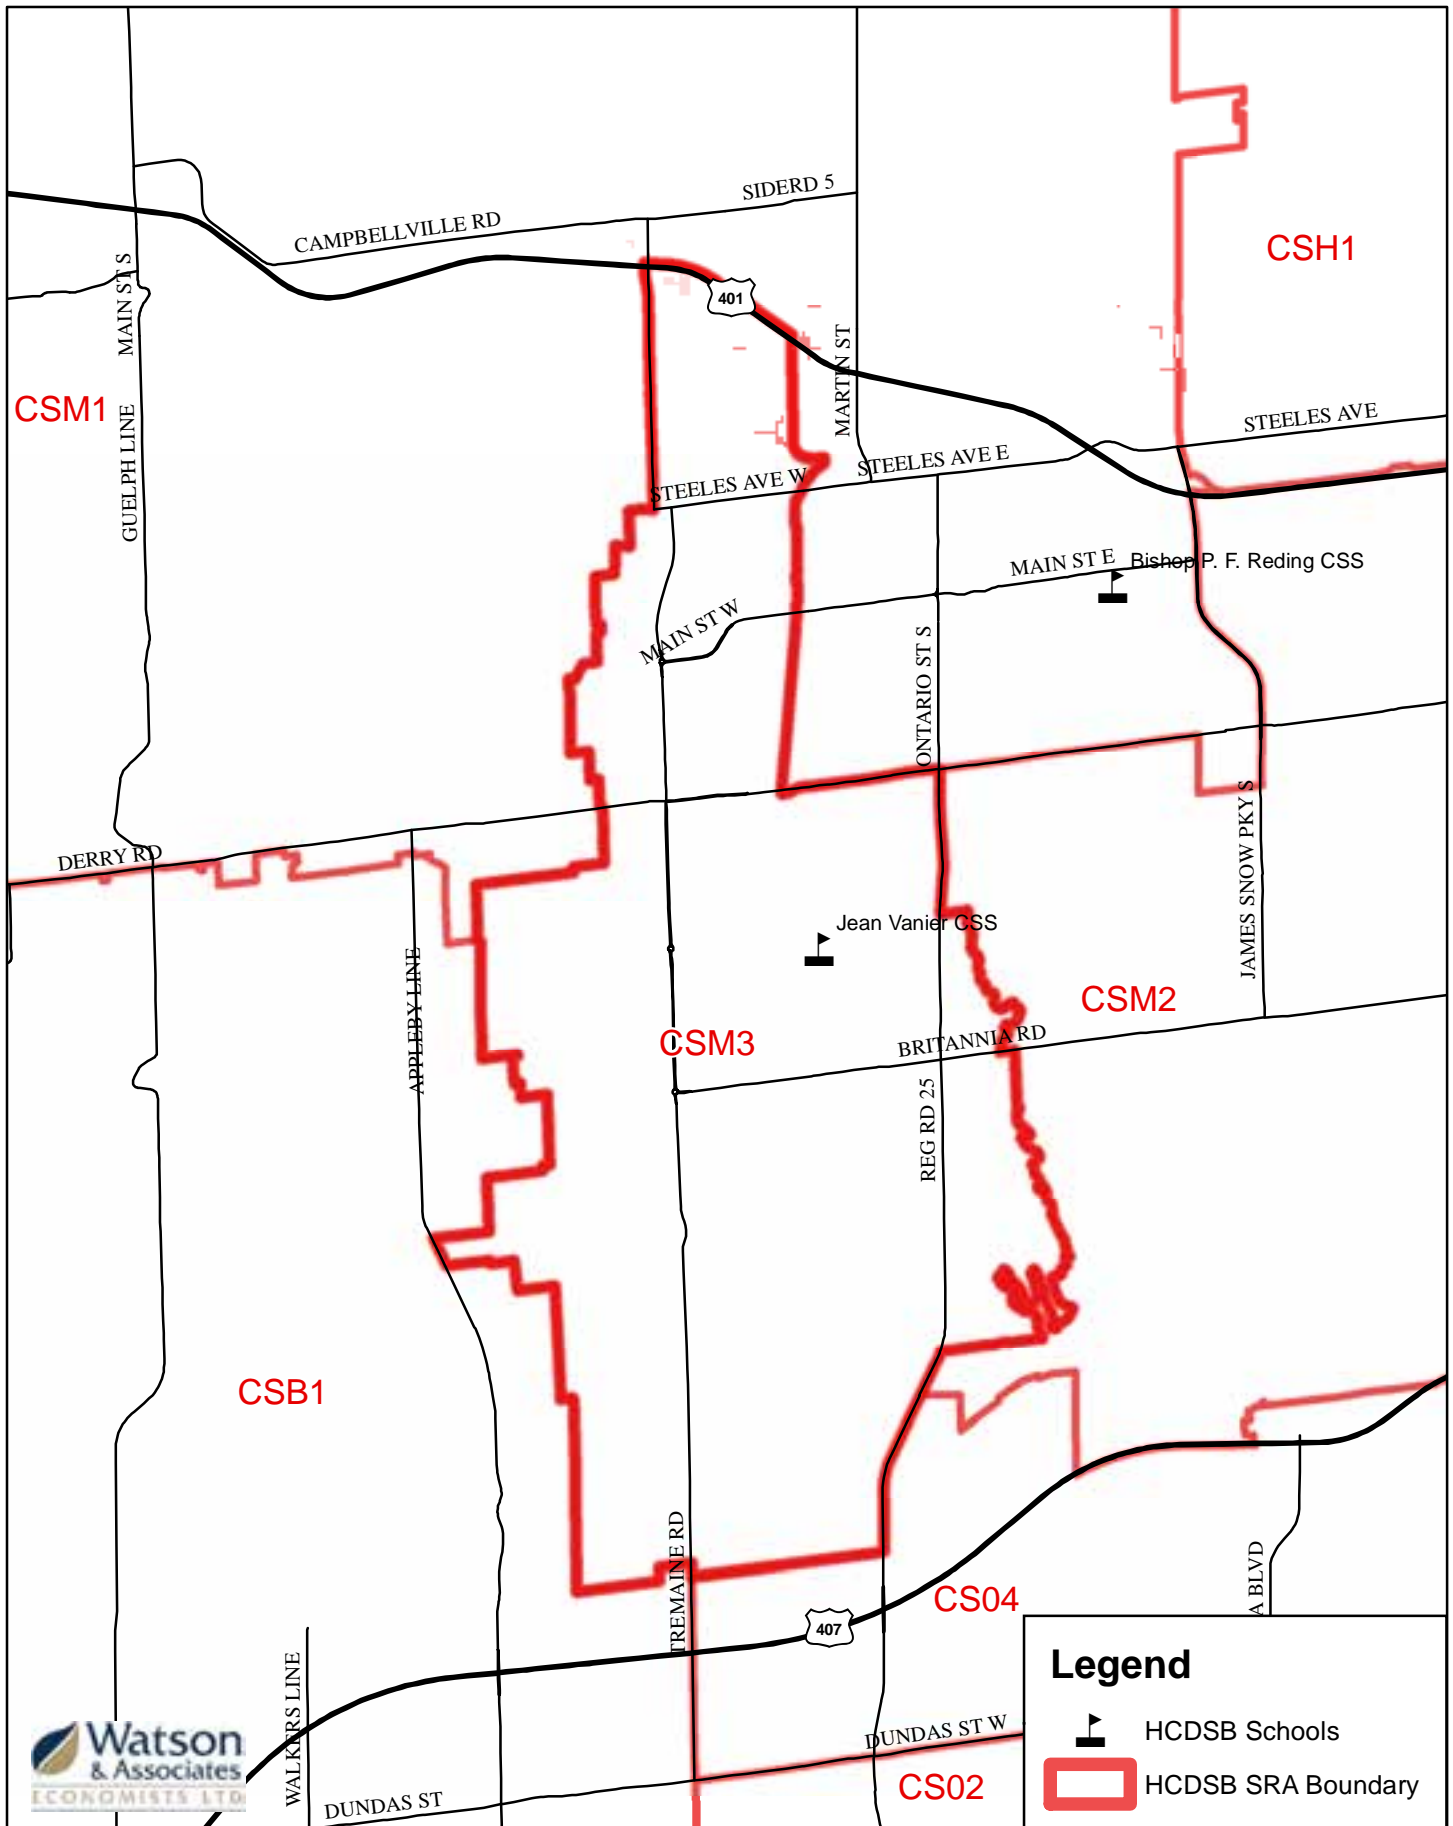 SIDERD 5
CAMPBELLVILLE RD
CSH1
MAIN ST S
401
MARTIN ST
CSM1
GUELPH LINE
STEELES AVE
STEELES AVE E
STEELES AVE W
MAIN ST E
Bishop P. F. Reding CSS
MAIN ST W
ONTARIO ST S
DERRY RD
JAMES SNOW PKY S
Jean Vanier CSS
APPLEBY LINE
CSM2
CSM3
BRITANNIA RD
REG RD 25
CSB1
TREMAINE RD
A BLVD
CS04
407
WALKERS LINE
DUNDAS ST W
CS02
DUNDAS ST
Watson
& Associates
ECONOMISTS LTD
Legend
HCDSB Schools
HCDSB SRA Boundary